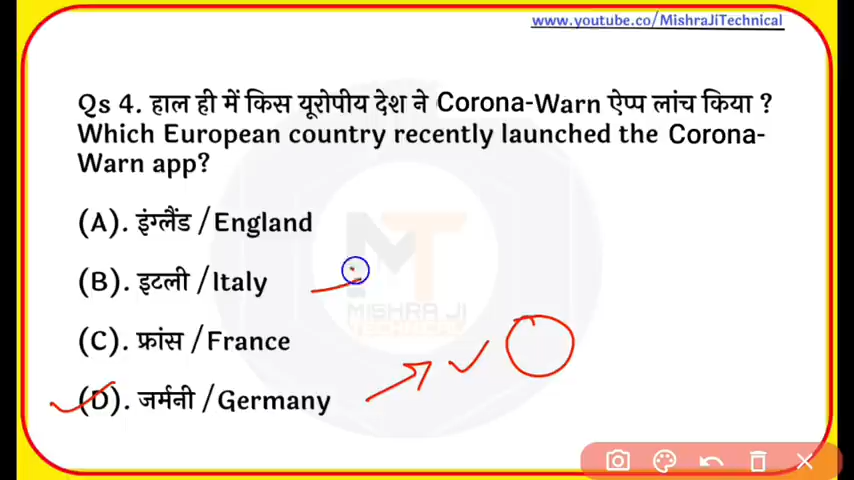 www.youtube.co/MishraJiTechnical
Qs 4. हाल ही में किस यूरोपीय देश ने Corona-Warn ऐप्प लांच किया ?
Which European country recently launched the Corona-
Warn app?
(A). इंग्लैंड /England
(B). इटली /Italy
(C). फ्रांस /France
(D). जर्मनी /Germany
MT
MISHRA JI
TECHNICAL